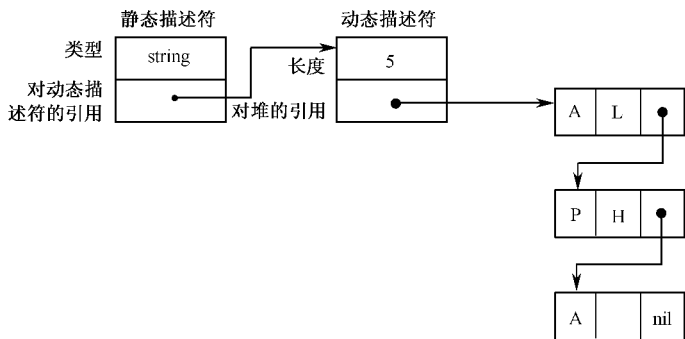 静态描述符
动态描述符
类型
string
长度
5
对动态描
述符的引用
对堆的引用
A
L
P
H
A
nil